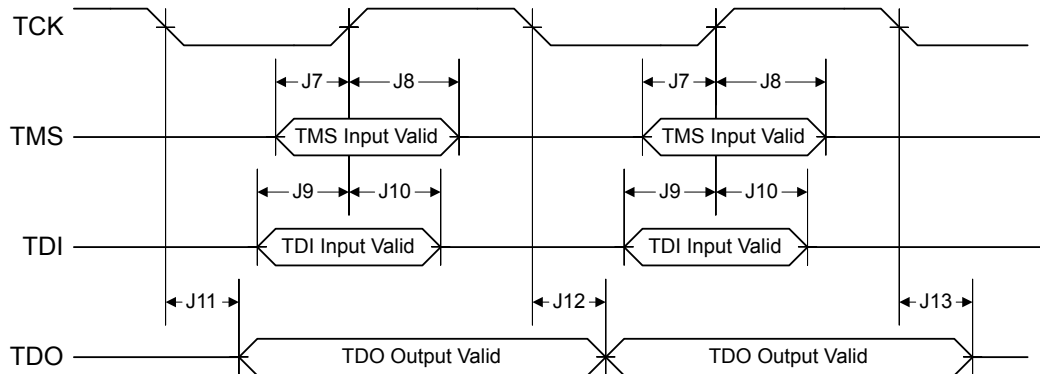 TCK
J7 J8 J7 J8
TMS TMS Input Valid TMS Input Valid
J9 J10 J9 J10
TDI TDI Input Valid TDI Input Valid
J11 J12 J13
TDO TDO Output Valid TDO Output Valid